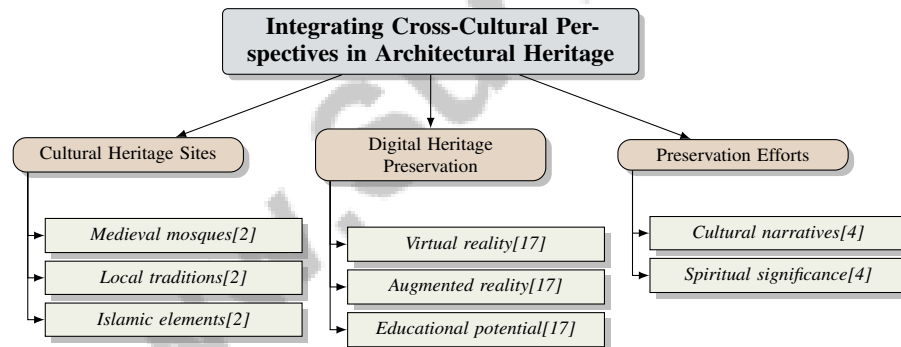 Integrating Cross-Cultural Per-
spectives in Architectural Heritage
Cultural Heritage Sites
Medieval mosques[2]
Local traditions[2]
Islamic elements[2]
Digital Heritage
Preservation
Virtual reality[17]
Augmented reality[17]
Educational potential[17]
Preservation Efforts
Cultural narratives[4]
Spiritual significance[4]